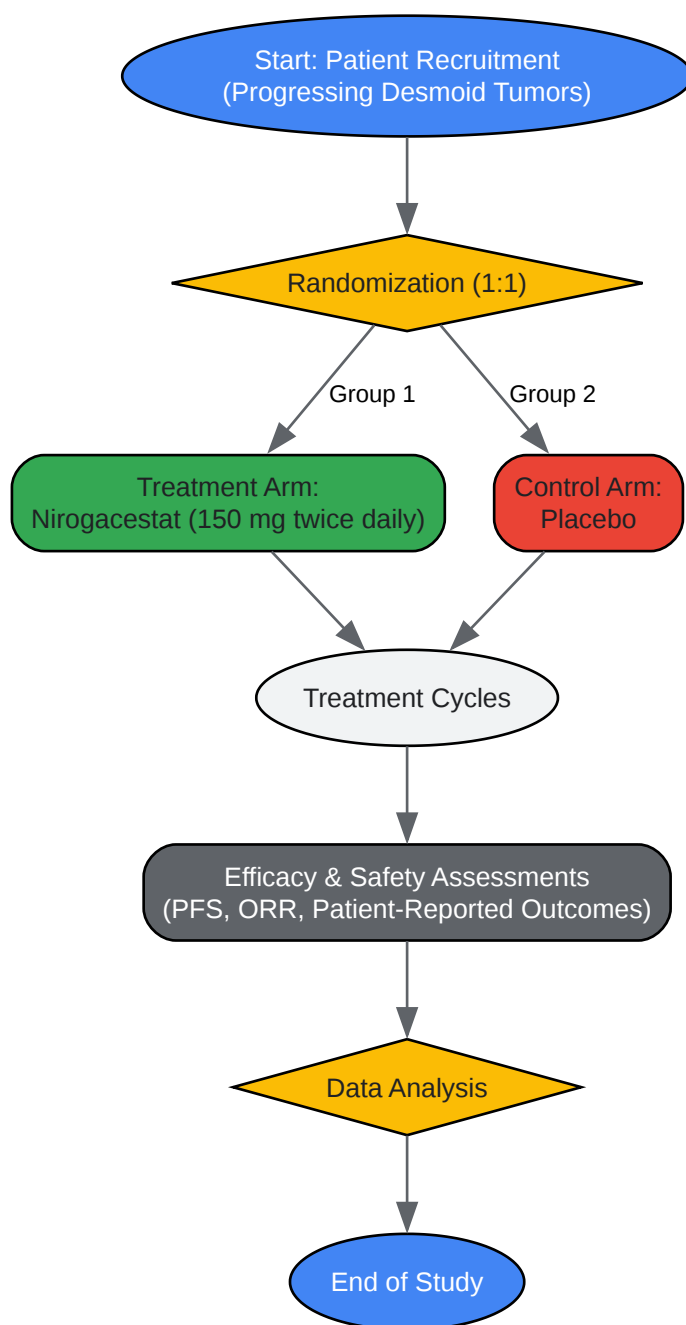 Start: Patient Recruitment
(Progressing Desmoid Tumors)
Randomization (1:1)
Group 1
Group 2
Treatment Arm:
Nirogacestat (150 mg twice daily)
Control Arm:
Placebo
Treatment Cycles
Efficacy & Safety Assessments
(PFS, ORR, Patient-Reported Outcomes)
Data Analysis
End of Study